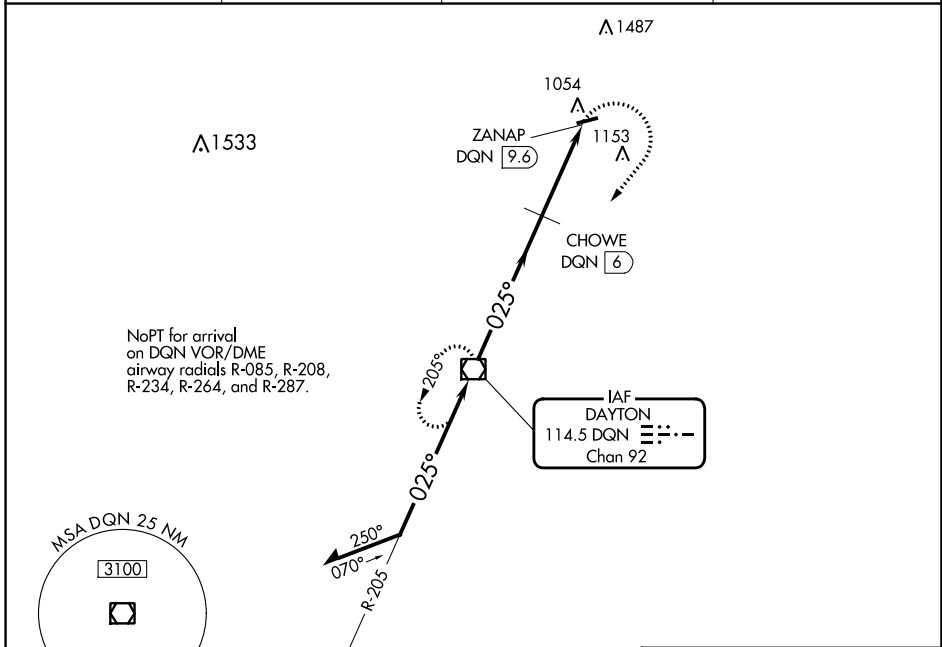 1487
1054
1533
ZANAP
DQN 9.6
1153
CHOWE
DQN 6
025°
NoPT for arrival
on DQN VOR/DME
airway radials R-085, R-208,
R-234, R-264, and R-287.
205°
IAF
DAYTON
114.5 DQN
Chan 92
025°
MSA DQN 25 NM
3100
250°
070°
R-205